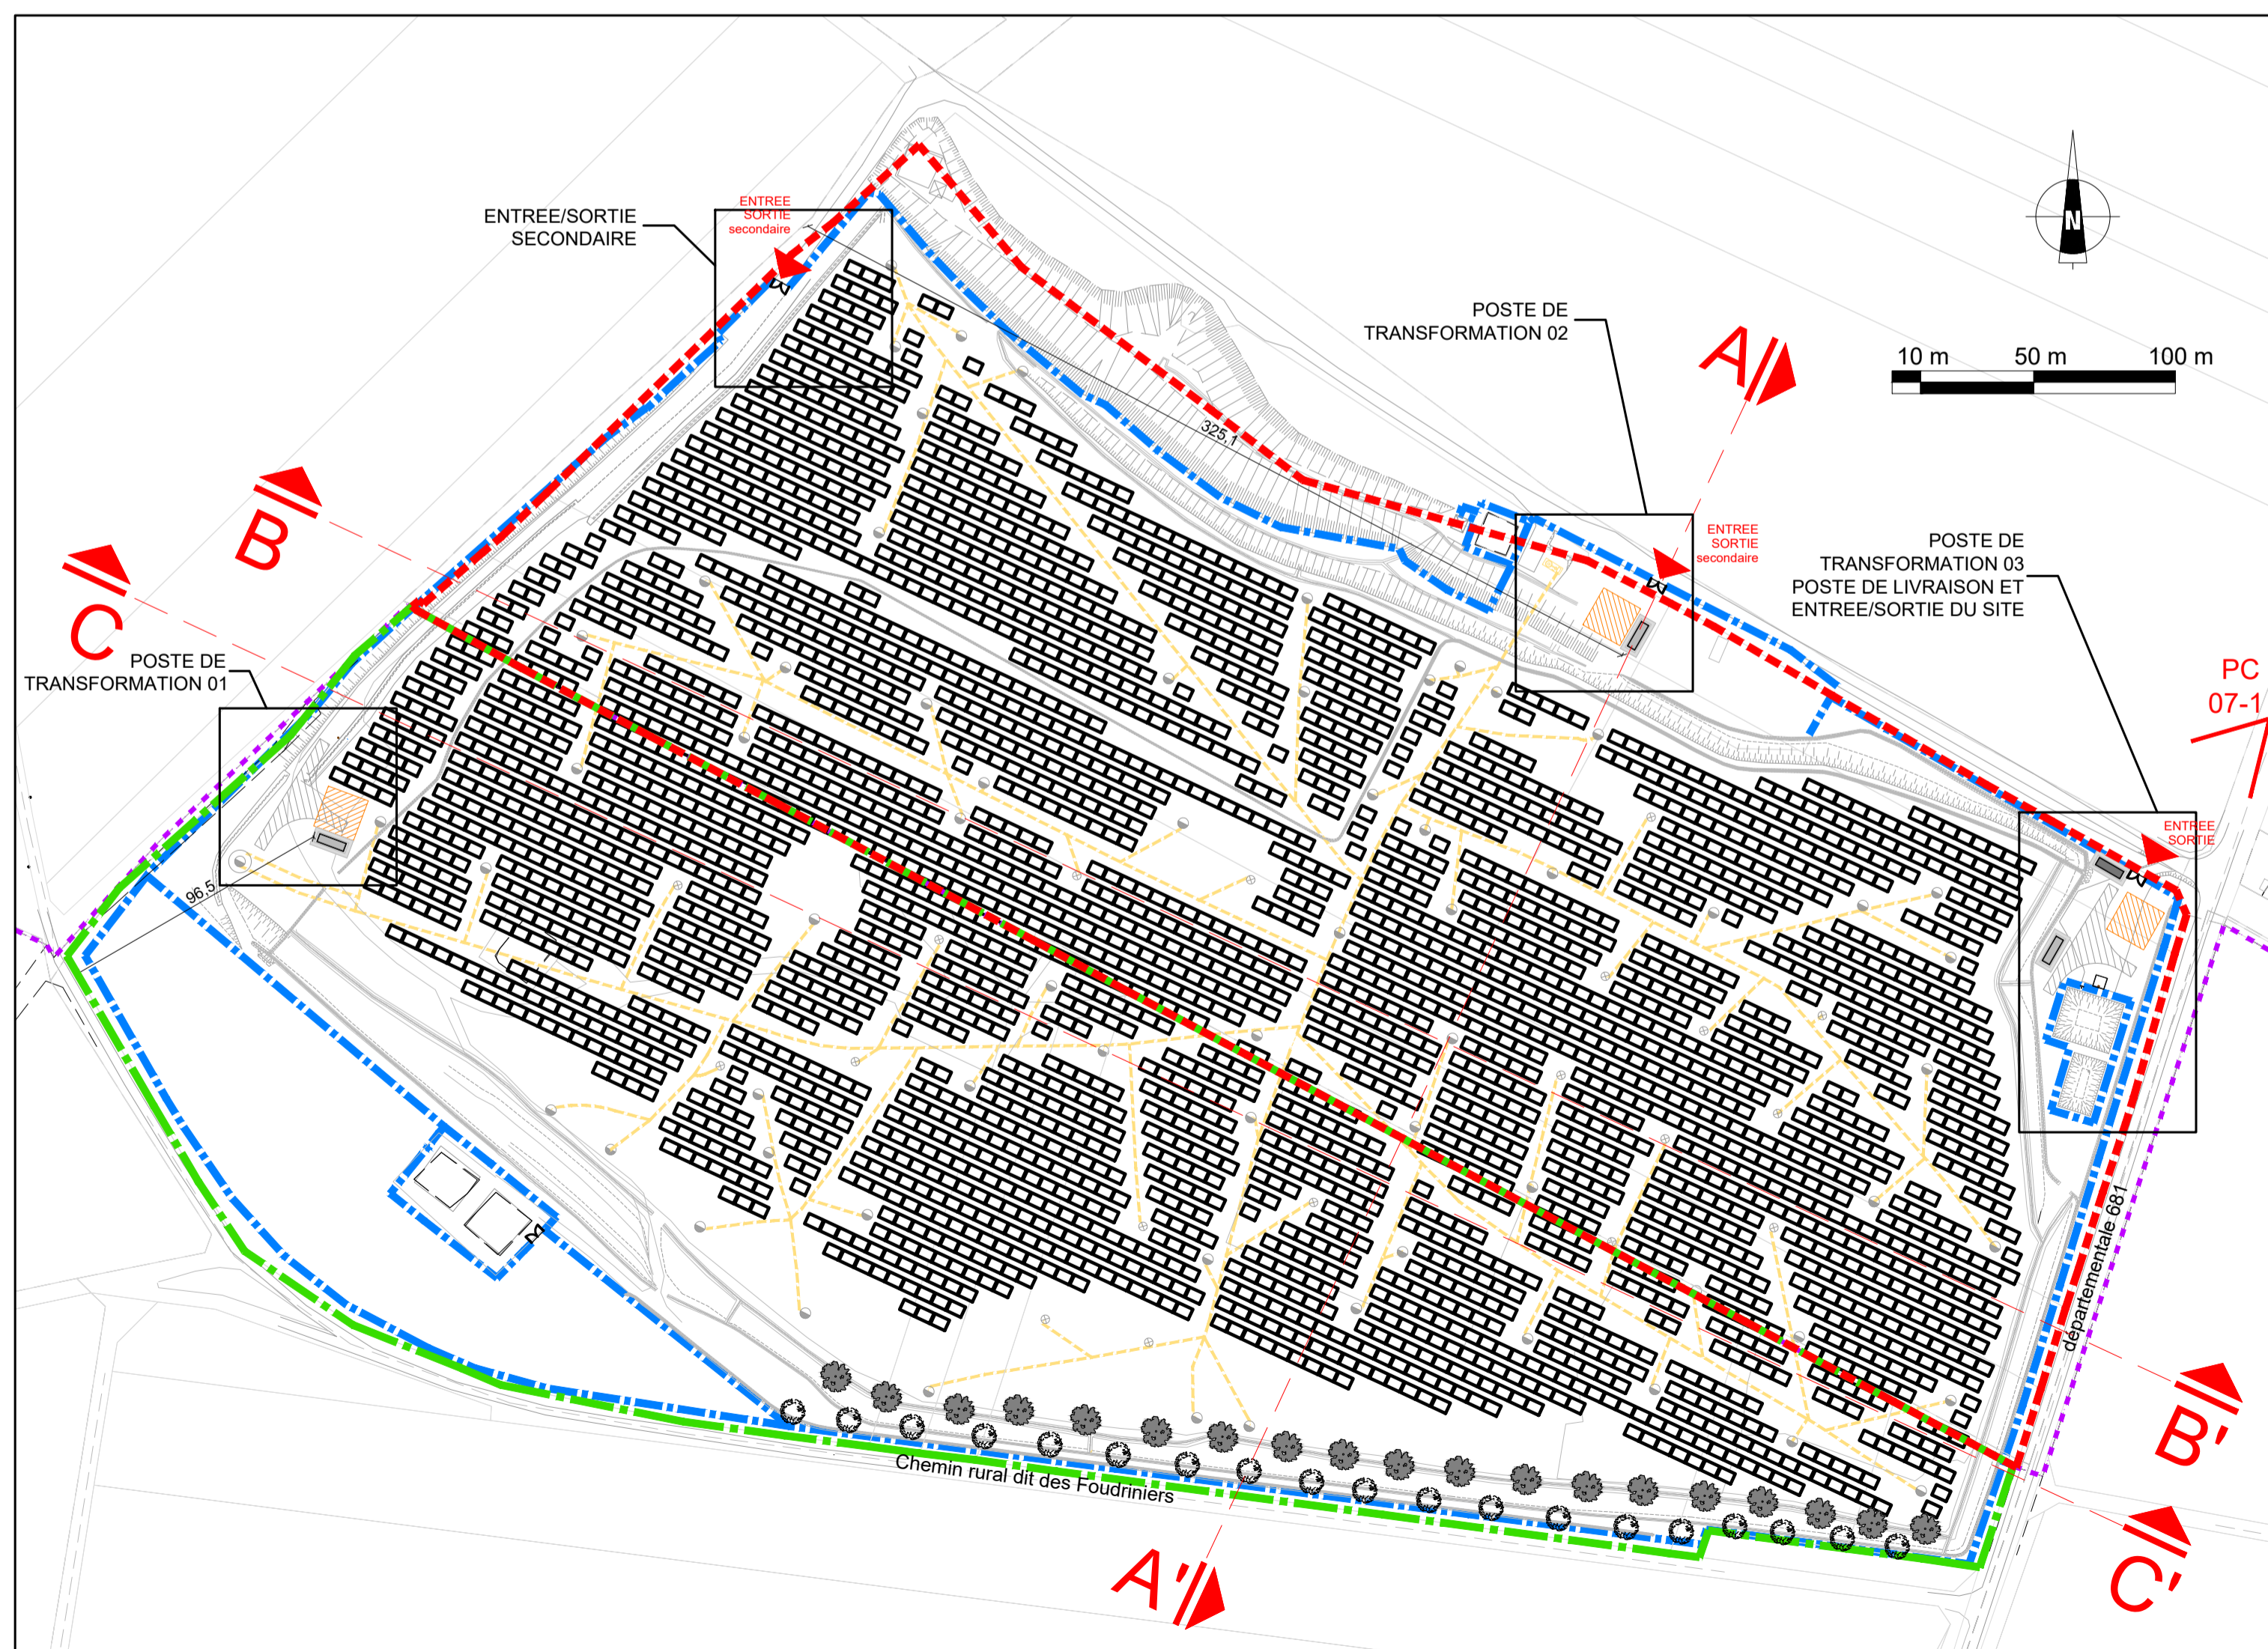 ENTREE
SORTIE
secondaire
ENTREE/SORTIE
SECONDAIRE
N
POSTE DE
TRANSFORMATION 02
A
10 m 50 m 100 m
325,1
B
ENTREE
SORTIE
secondaire
POSTE DE
TRANSFORMATION 03
POSTE DE LIVRAISON ET
ENTREE/SORTIE DU SITE
C
POSTE DE
TRANSFORMATION 01
PC
07-1
ENTREE
SORTIE
96,5
départementale 681
B'
Chemin rural dit des Foudriniers
A'
C'